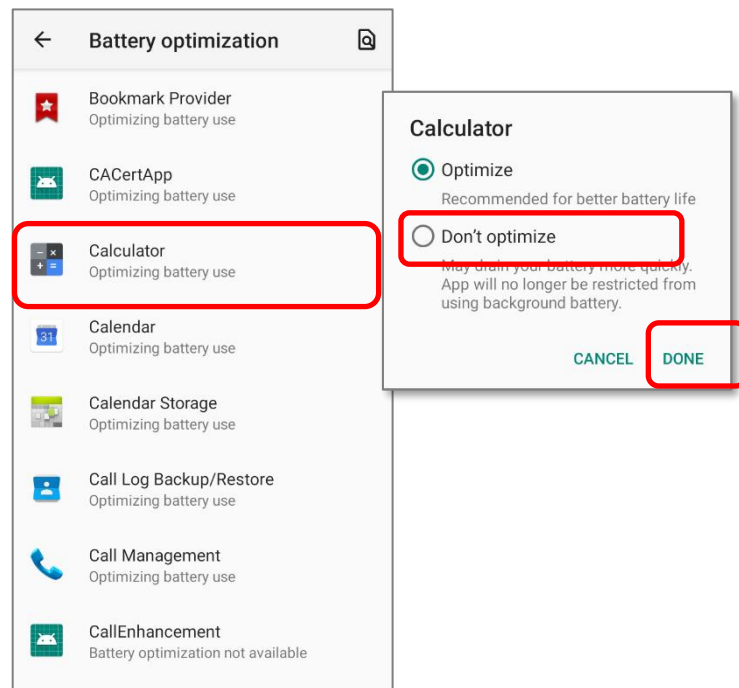 Battery optimization
Bookmark Provider
Optimizing battery use
CACertApp
Optimizing battery use
Calculator
Optimizing battery use
31
Calendar
Optimizing battery use
Calendar Storage
Optimizing battery use
Call Log Backup/Restore
Optimizing battery use
Call Management
Optimizing battery use
CallEnhancement
Battery optimization not available
Calculator
Optimize
Recommended for better battery life
Don't optimize
May drain your battery more quickly.
App will no longer be restricted from
using background battery.
CANCEL DONE